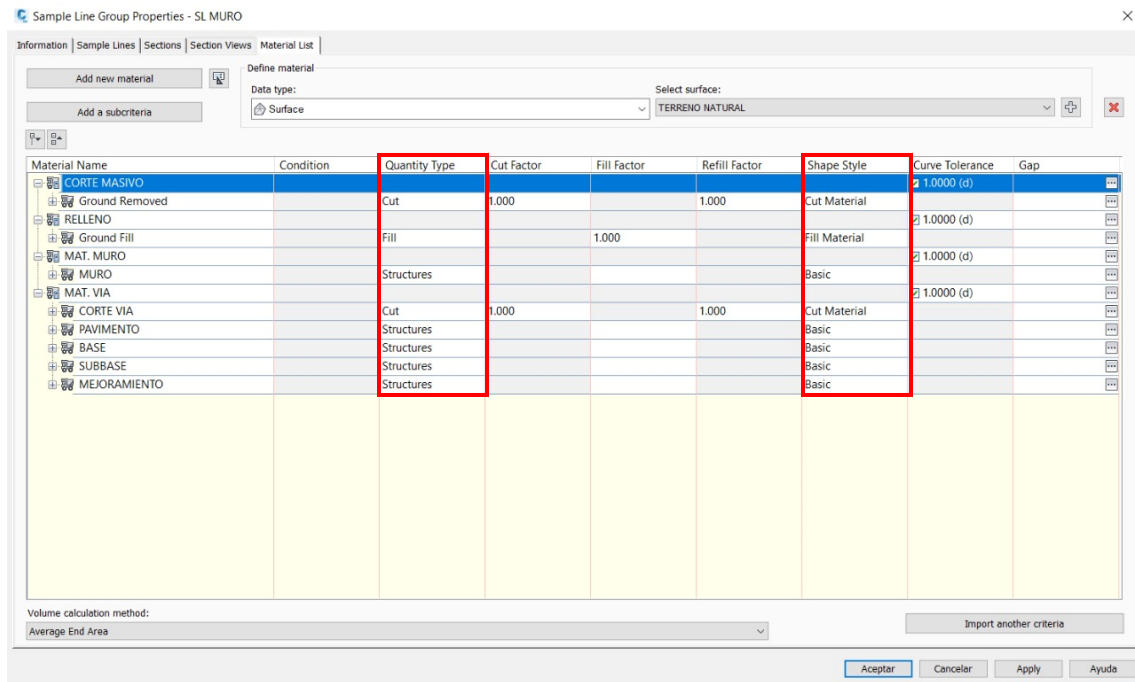 Sample Line Group Properties - SL MURO
Information Sample Lines Sections Section Views Material List
Add new material
Define material
Data type:
Select surface:
Surface
TERRENO NATURAL
Add a subcriteria
Material Name Condition Quantity Type Cut Factor Fill Factor Refill Factor Shape Style Curve Tolerance Gap
CORTE MASIVO 1.0000 (d)
Ground Removed Cut 1.000 1.000 Cut Material
RELLENO 1.0000 (d)
Ground Fill Fill 1.000 Fill Material
MAT. MURO 1.0000 (d)
MURO Structures Basic
MAT. VIA 1.0000 (d)
CORTE VIA Cut 1.000 1.000 Cut Material
PAVIMENTO Structures Basic
BASE Structures Basic
SUBBASE Structures Basic
MEJORAMIENTO Structures Basic
Volume calculation method:
Average End Area
Import another criteria
Aceptar Cancelar Apply Ayuda